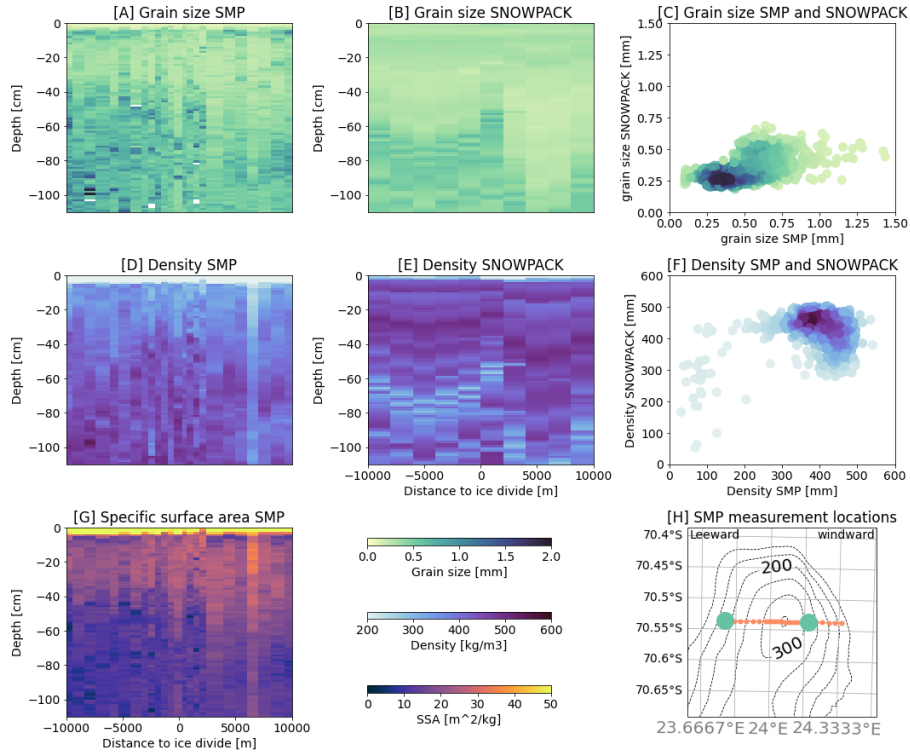 [A] Grain size SMP
[B] Grain size SNOWPACK
[C] Grain size SMP and SNOWPACK
Depth [cm]
0
−20
−40
−60
−80
−100
Depth [cm]
0
−20
−40
−60
−80
−100
grain size SNOWPACK [mm]
1.50
1.25
1.00
0.75
0.50
0.25
0.00
0.00 0.25 0.50 0.75 1.00 1.25 1.50
grain size SMP [mm]
[D] Density SMP
[E] Density SNOWPACK
[F] Density SMP and SNOWPACK
Depth [cm]
0
−20
−40
−60
−80
−100
Depth [cm]
0
−20
−40
−60
−80
−100
−10000 −5000 0 5000 10000
Distance to ice divide [m]
Density SNOWPACK [mm]
600
500
400
300
200
100
0
0 100 200 300 400 500 600
Density SMP [mm]
[G] Specific surface area SMP
Depth [cm]
0
−20
−40
−60
−80
−100
−10000 −5000 0 5000 10000
Distance to ice divide [m]
0.0 0.5 1.0 1.5 2.0
Grain size [mm]
200 300 400 500 600
Density [kg/m3]
0 10 20 30 40 50
SSA [m^2/kg]
[H] SMP measurement locations
Leeward windward
70.4°S
70.45°S
70.5°S
70.55°S
70.6°S
70.65°S
200
300
23.6667°E 24°E 24.3333°E